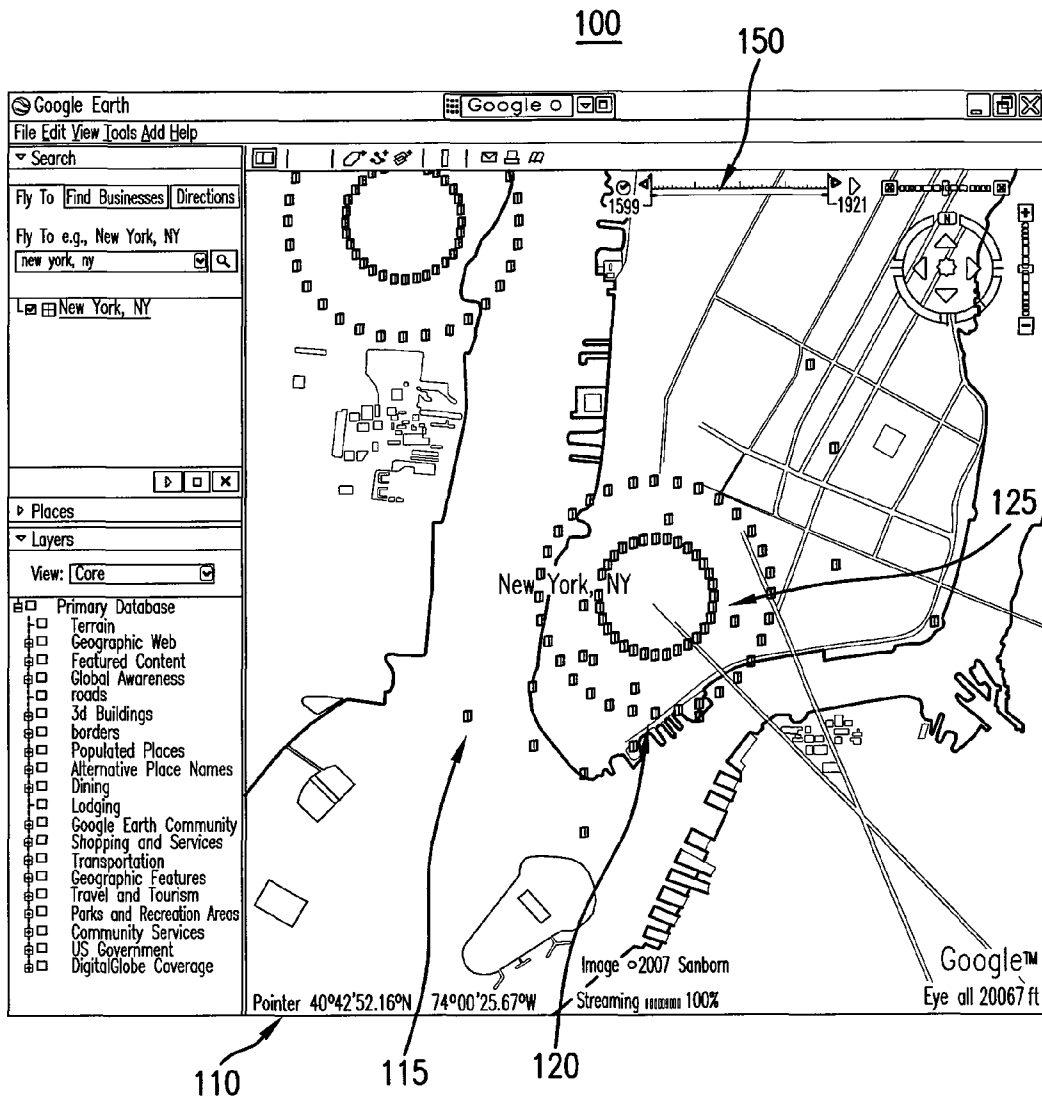 100
150
Google Earth
Google
File Edit View Tools Add Help
Search
Fly To Find Businesses Directions
Fly To e.g., New York, NY
new york, ny
New York, NY
1599
1921
N
Places
Layers
View: Core
Primary Database
Terrain
Geographic Web
Featured Content
Global Awareness
roads
3d Buildings
borders
Populated Places
Alternative Place Names
Dining
Lodging
Google Earth Community
Shopping and Services
Transportation
Geographic Features
Travel and Tourism
Parks and Recreation Areas
Community Services
US Government
DigitalGlobe Coverage
New York, NY
125
Image ©2007 Sanborn
Google™
Pointer 40º42'52.16"N 74º00'25.67"W Streaming 100% Eye all 20067 ft
110
115
120